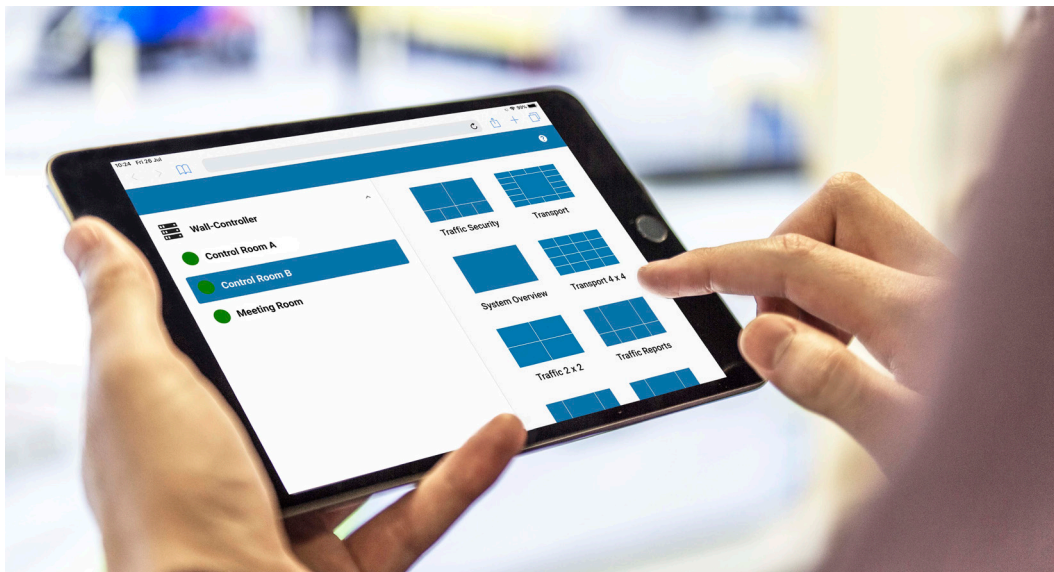 10:24 Fri 26 Jul
99%
Wall-Controller
Control Room A
Control Room B
Meeting Room
Traffic Security
Transport
System Overview
Transport 4 x 4
Traffic 2 x 2
Traffic Reports